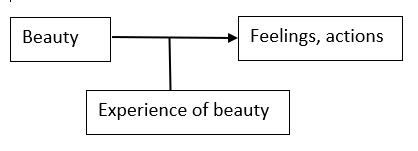 Beauty
Feelings, actions
Experience of beauty